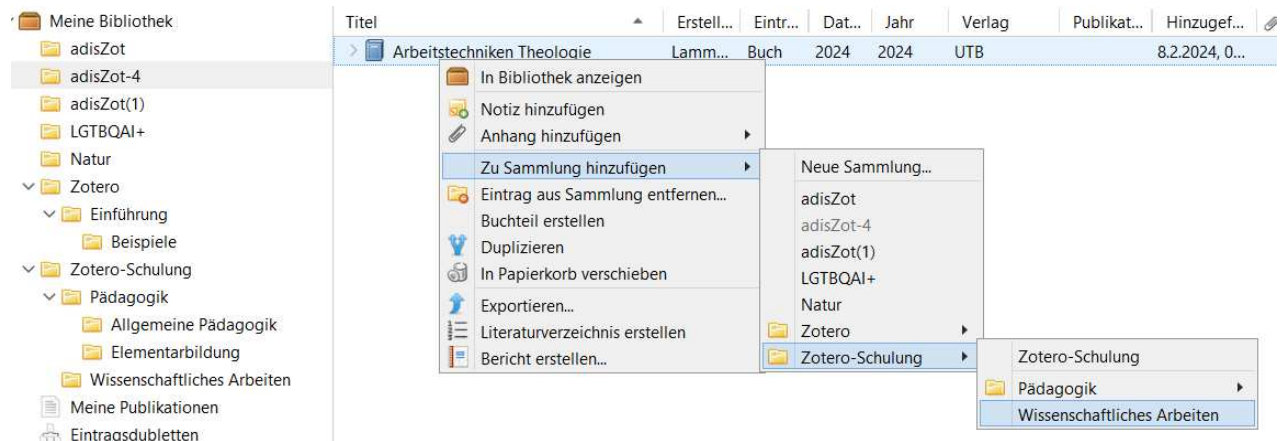 Meine Bibliothek
adisZot
adisZot-4
adisZot(1)
LGTBQAI+
Natur
Zotero
Einführung
Beispiele
Zotero-Schulung
Pädagogik
Allgemeine Pädagogik
Elementarbildung
Wissenschaftliches Arbeiten
Meine Publikationen
Eintragsdubletten
Titel Erstell... Eintr... Dat... Jahr Verlag Publikat... Hinzugef...
Arbeitstechniken Theologie Lamm... Buch 2024 2024 UTB 8.2.2024, 0...
In Bibliothek anzeigen
Notiz hinzufügen
Anhang hinzufügen
Zu Sammlung hinzufügen
Eintrag aus Sammlung entfernen...
Buchteil erstellen
Duplizieren
In Papierkorb verschieben
Exportieren...
Literaturverzeichnis erstellen
Bericht erstellen...
Neue Sammlung...
adisZot
adisZot-4
adisZot(1)
LGTBQAI+
Natur
Zotero
Zotero-Schulung
Zotero-Schulung
Pädagogik
Wissenschaftliches Arbeiten